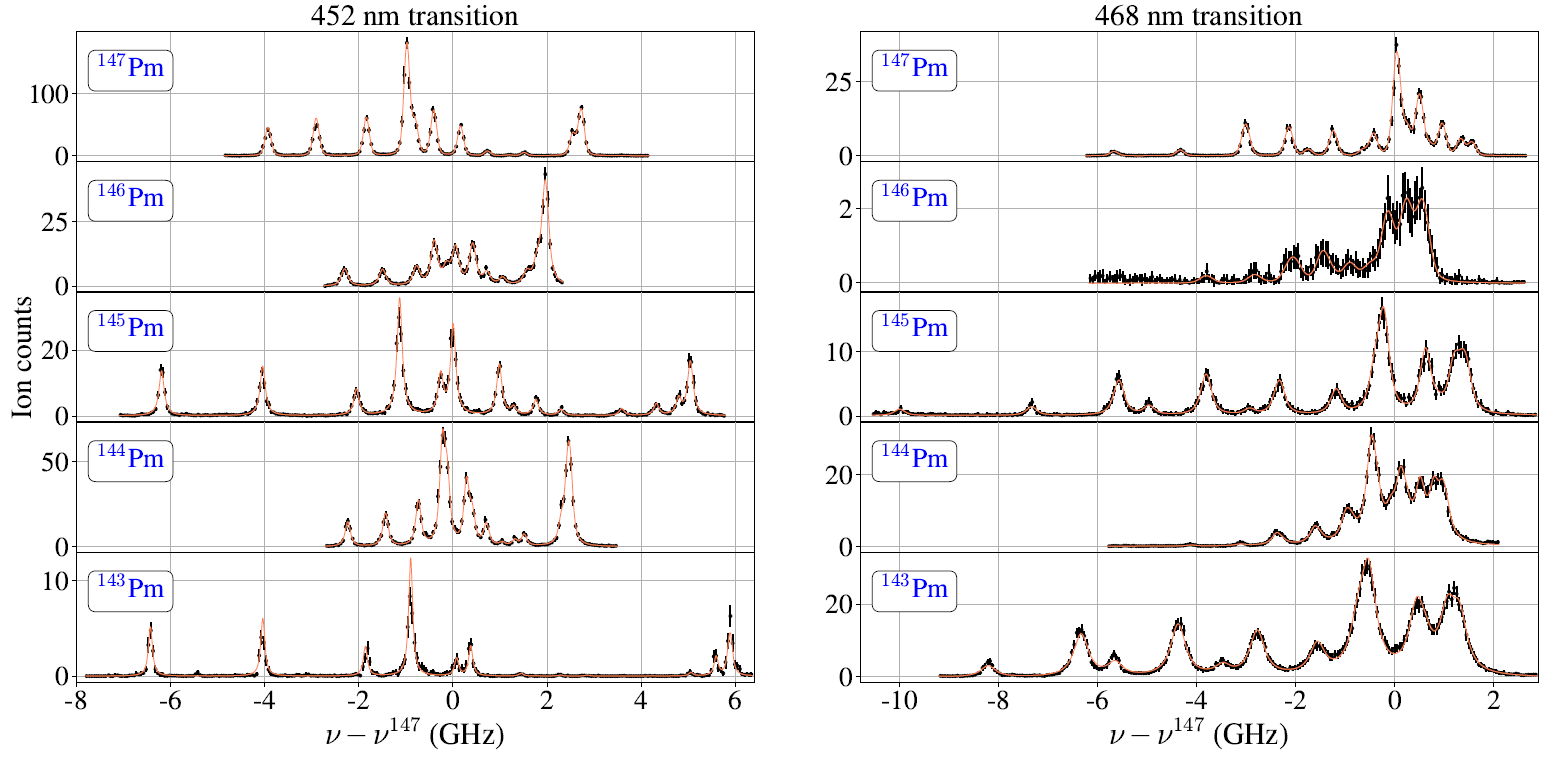 452 nm transition
147Pm
100
0
146Pm
25
0
145Pm
20
0
144Pm
50
0
143Pm
10
0
-8 -6 -4 -2 0 2 4 6
ν − ν147 (GHz)
Ion counts
468 nm transition
147Pm
25
0
146Pm
2
0
145Pm
10
0
144Pm
20
0
143Pm
20
0
-10 -8 -6 -4 -2 0 2
ν − ν147 (GHz)